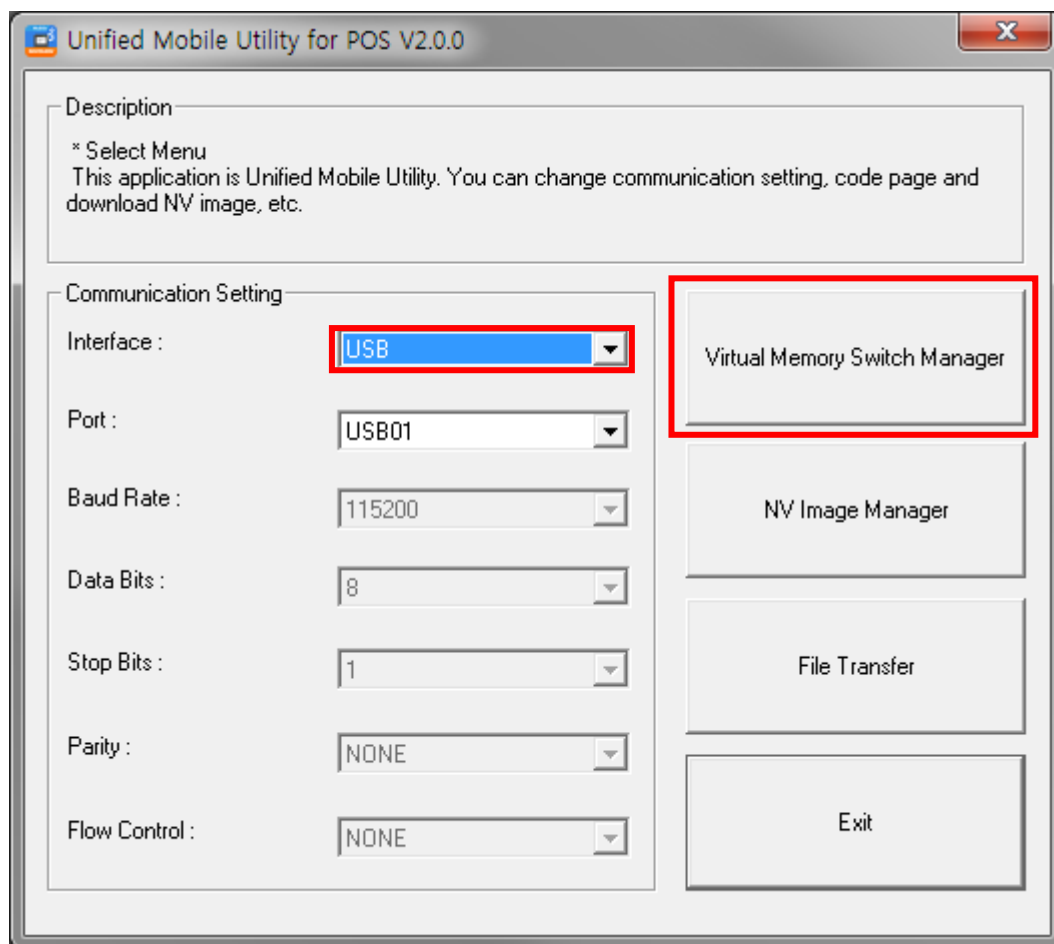 Unified Mobile Utility for POS V2.0.0
Description
* Select Menu
This application is Unified Mobile Utility. You can change communication setting, code page and
download NV image, etc.
Communication Setting
Interface :
USB
Port :
USB01
Baud Rate :
115200
Data Bits :
8
Stop Bits :
1
Parity :
NONE
Flow Control :
NONE
Virtual Memory Switch Manager
NV Image Manager
File Transfer
Exit